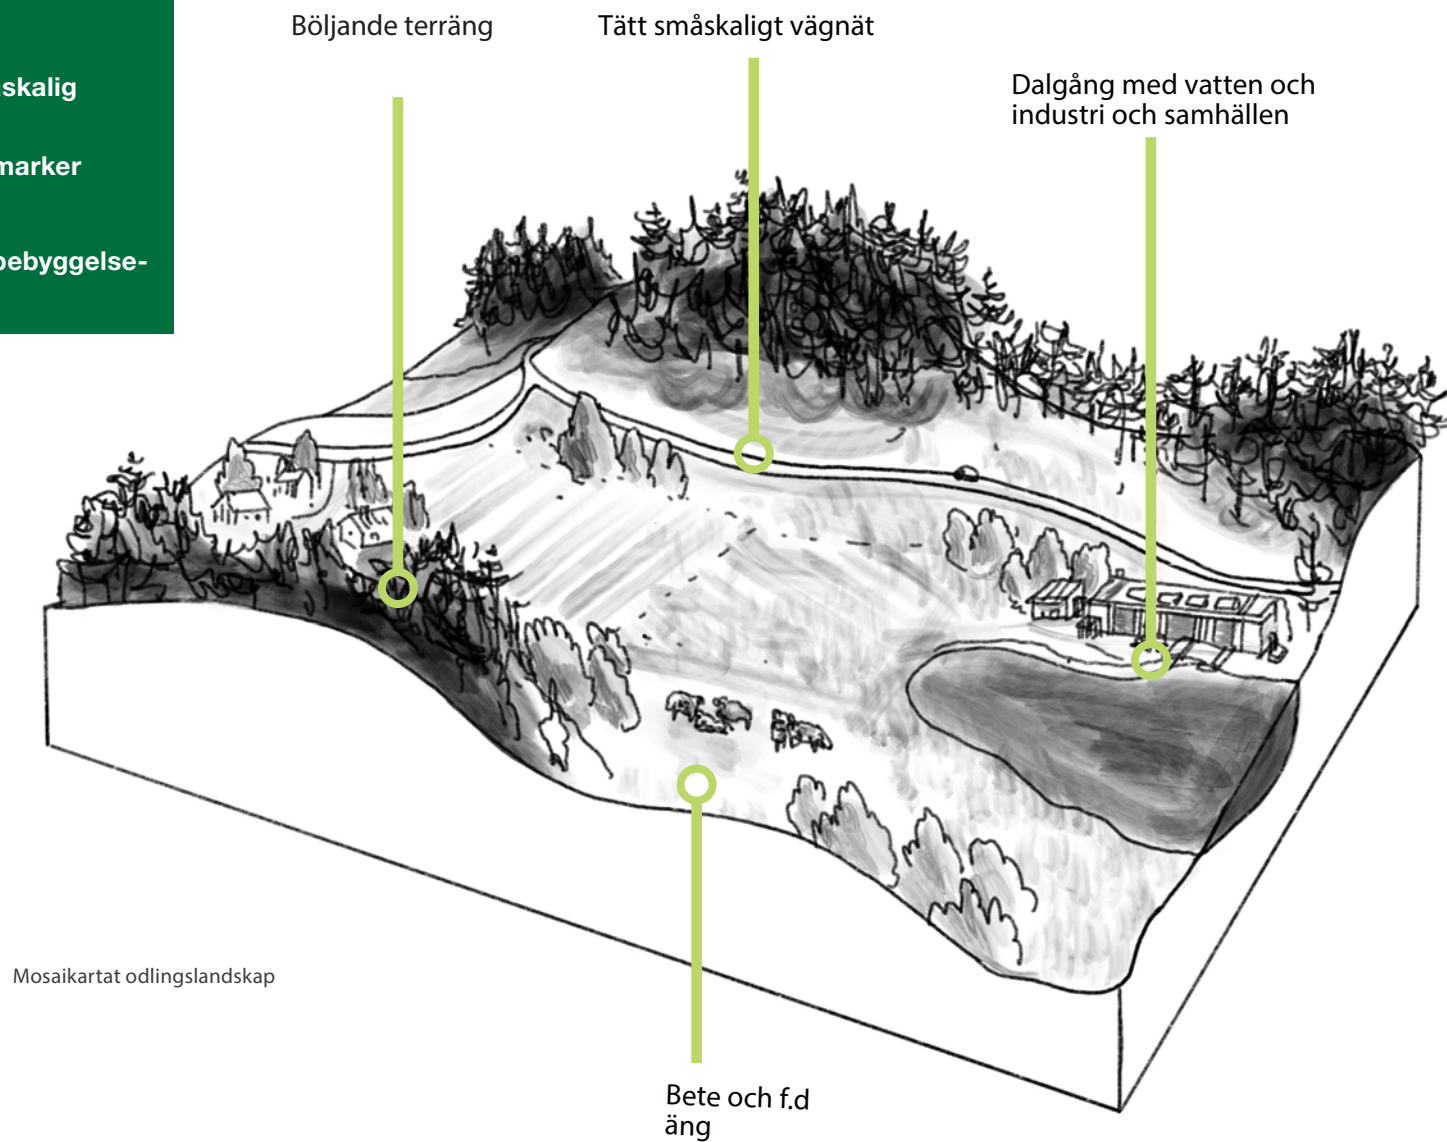 skalig
marker
bebyggelse-
Böljande terräng
Tätt småskaligt vägnät
Dalgång med vatten och
industri och samhällen
Mosaikartat odlingslandskap
Bete och f.d
äng